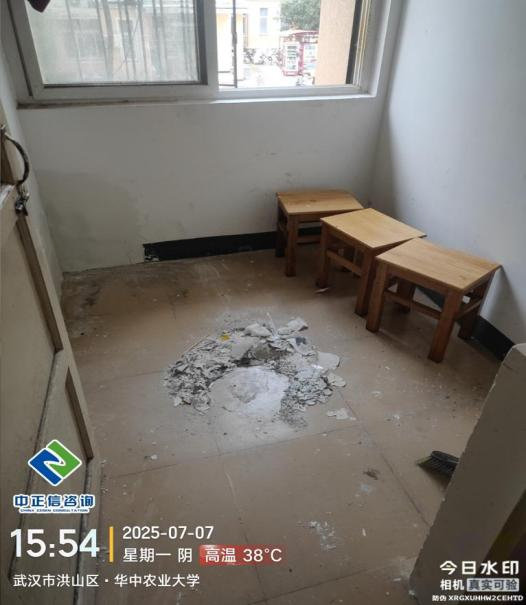 中正信咨询
CHINA ZISEN CONSULTATION
15:54
2025-07-07
星期一 阴 高温 38°C
武汉市洪山区·华中农业大学
今日水印
相机 真实可验
防伪 XRGXUHHW2CEHTD